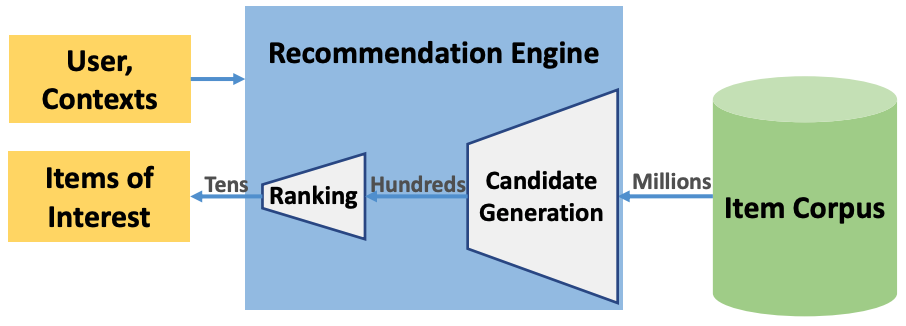 Recommendation Engine
User,
Contexts
Items of
Interest
Tens
Ranking
Hundreds
Candidate
Generation
Millions
Item Corpus